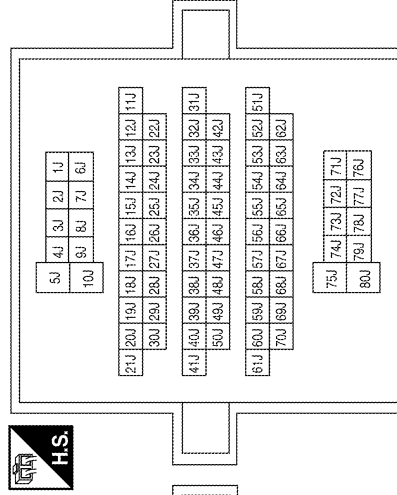 H.S.
5J 4J 3J 2J 1J
10J 9J 8J 7J 6J
21J 20J 19J 18J 17J 16J 15J 14J 13J 12J 11J
30J 29J 28J 27J 26J 25J 24J 23J 22J
41J 40J 39J 38J 37J 36J 35J 34J 33J 32J 31J
50J 49J 48J 47J 46J 45J 44J 43J 42J
61J 60J 59J 58J 57J 56J 55J 54J 53J 52J 51J
70J 69J 68J 67J 66J 65J 64J 63J 62J
75J 74J 73J 72J 71J
80J 79J 78J 77J 76J